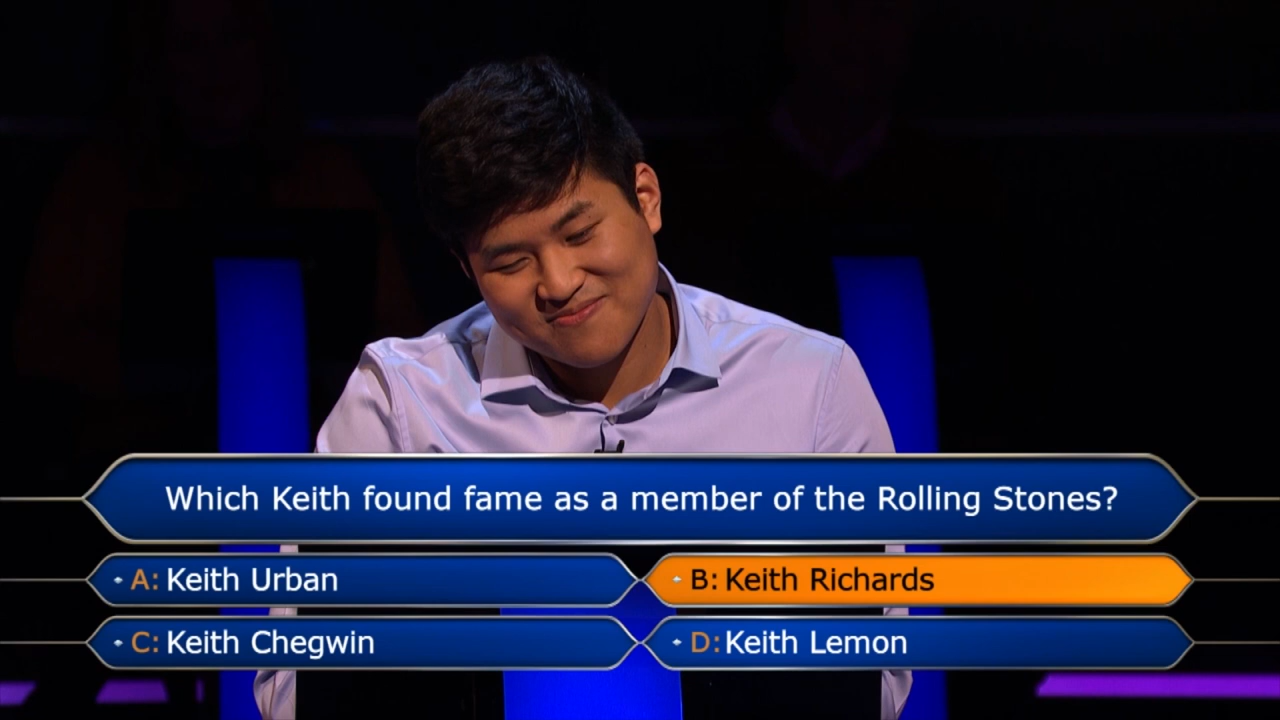 Which Keith found fame as a member of the Rolling Stones?
A: Keith Urban
B: Keith Richards
C: Keith Chegwin
D: Keith Lemon